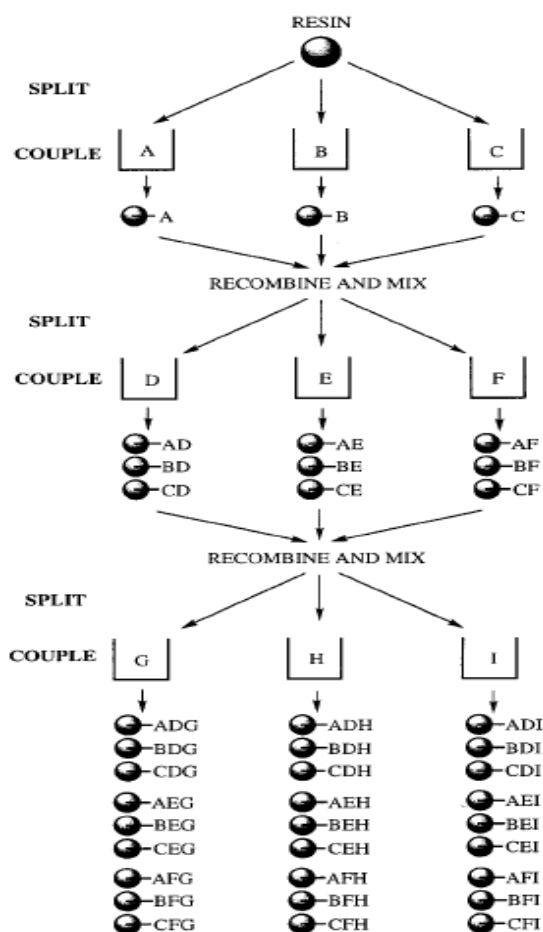 RESIN
SPLIT
COUPLE A B C
A B C
RECOMBINE AND MIX
SPLIT
COUPLE D E F
AD AE AF
BD BE BF
CD CE CF
RECOMBINE AND MIX
SPLIT
COUPLE G H I
ADG ADH ADI
BDG BDH BDI
CDG CDH CDI
AEG AEH AEI
BEG BEH BEI
CEG CEH CEI
AFG AFH AFI
BFG BFH BFI
CFG CFH CFI